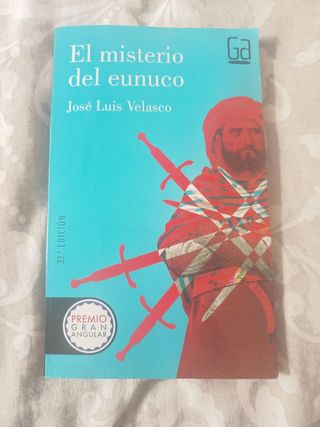 Ga
El misterio
del eunuco
José Luis Velasco
32.ª EDICIÓN
PREMIO
GRAN
ANGULAR